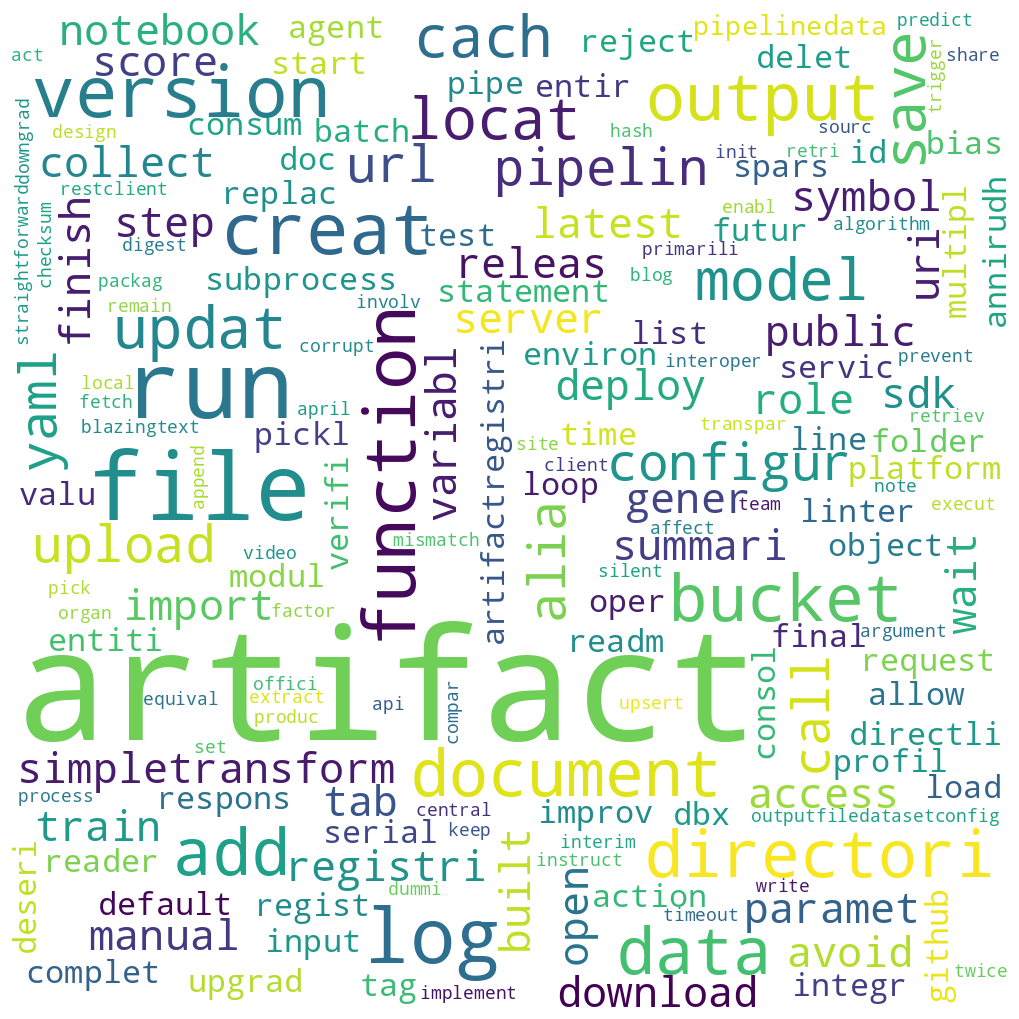 notebook
agent
cach
reject
pipelinedata
predict
act
score
start
pipe
entir
delet
save
trigger
share
version
output
consum
batch
locat
hash
sourc
design
straightforwarddowngrad
collect
doc
url
pipelin
init
retri
id
bias
spars
restclient
replac
checksum
finish
step
creat
test
latest
enabl
symbol
algorithm
multipl
annirudh
digest
futur
primarili
uri
packag
subprocess
releas
blog
model
remain
involv
statement
updat
server
list
public
corrupt
environ
interoper
servic
prevent
yaml
run
function
variabl
artifactregistri
local
fetch
april
deploy
role
sdk
retriev
blazingtext
pickl
site
time
transpar
line
folder
valu
file
append
verifi
client
loop
configur
platform
note
gener
team
linter
execut
upload
mismatch
alia
affect
summari
object
wait
video
pick
modul
silent
bucket
organ
import
factor
oper
entiti
readm
final
argument
artifact
offici
equival
extract
produc
api
compar
upsert
consol
call
request
allow
set
directli
simpletransform
document
profil
process
respons
tab
central
improv
dbx
access
load
outputfiledatasetconfig
train
serial
keep
interim
deseri
reader
add
registri
instruct
directori
built
dummi
write
default
regist
open
action
timeout
paramet
github
manual
input
log
data
avoid
complet
upgrad
tag
implement
download
integr
twice